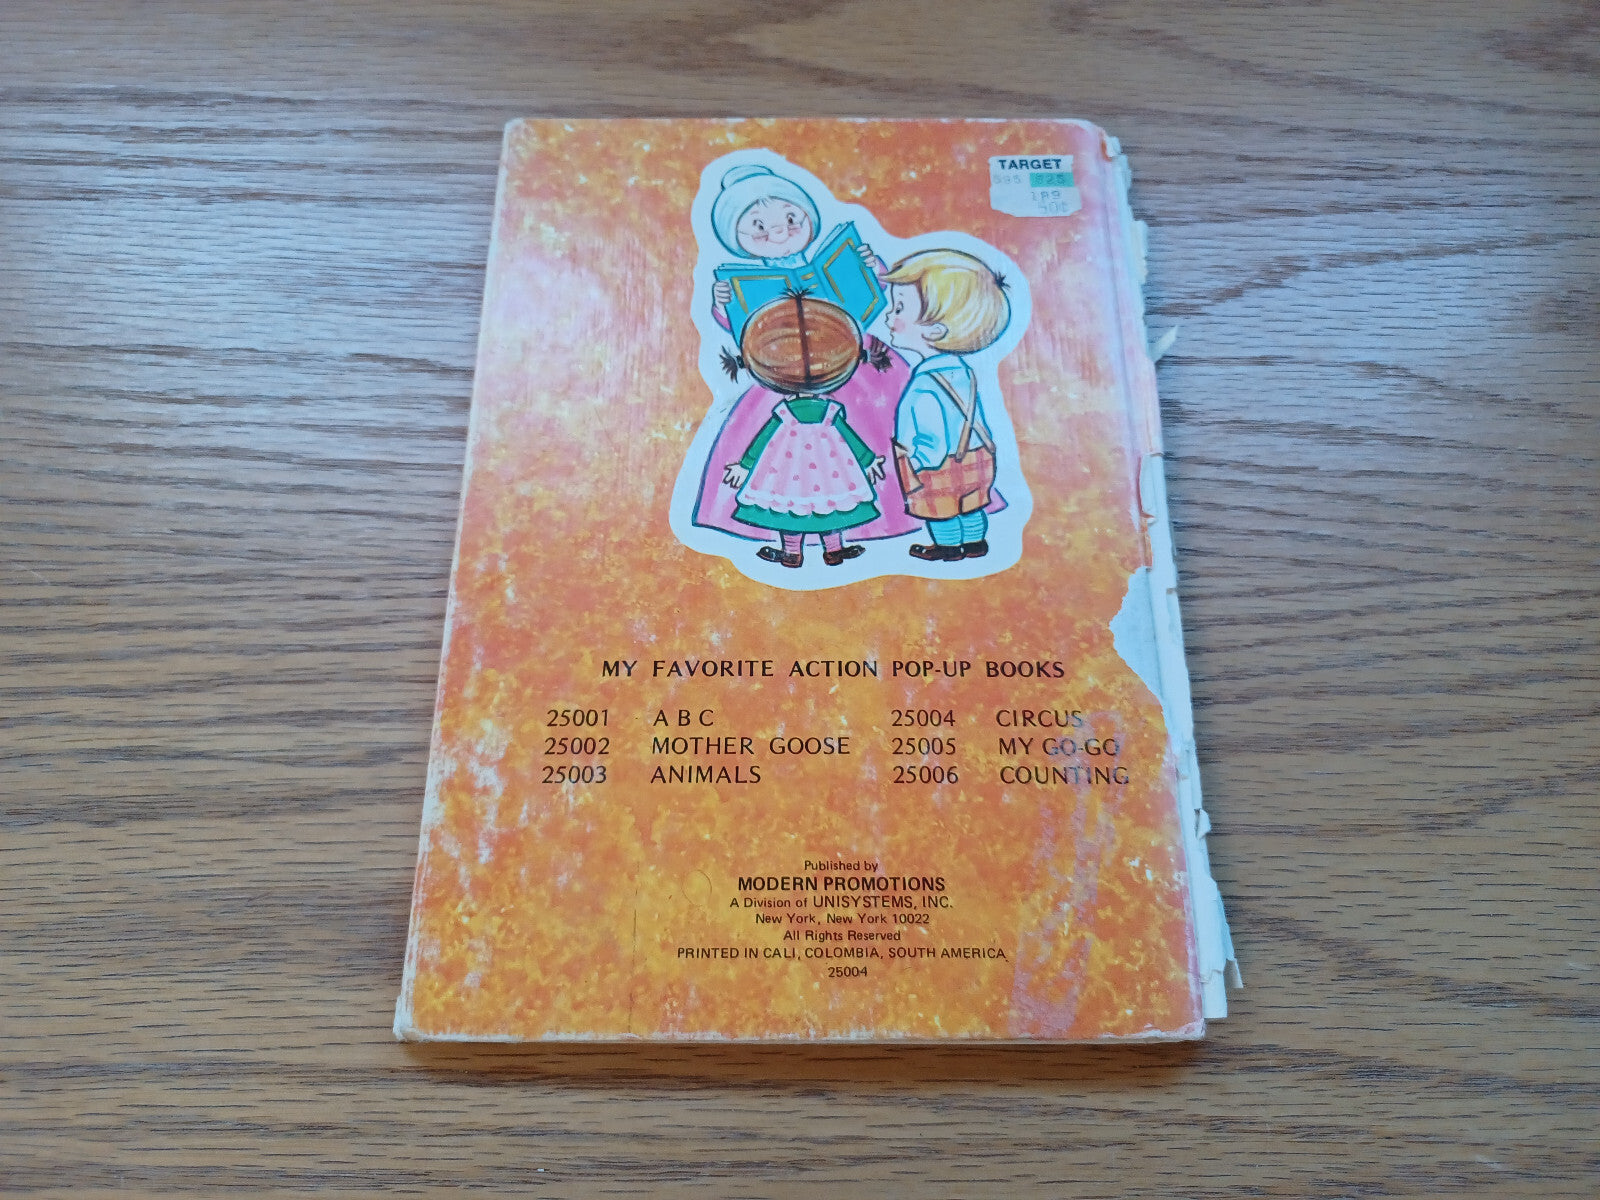 TARGET
MY FAVORITE ACTION POP-UP BOOKS
25001 A B C 25004 CIRCUS
25002 MOTHER GOOSE 25005 MY GO-GO
25003 ANIMALS 25006 COUNTING
Published by
MODERN PROMOTIONS
A Division of UNISYSTEMS, INC.
New York, New York 10022
All Rights Reserved
PRINTED IN CALI, COLOMBIA, SOUTH AMERICA
25004